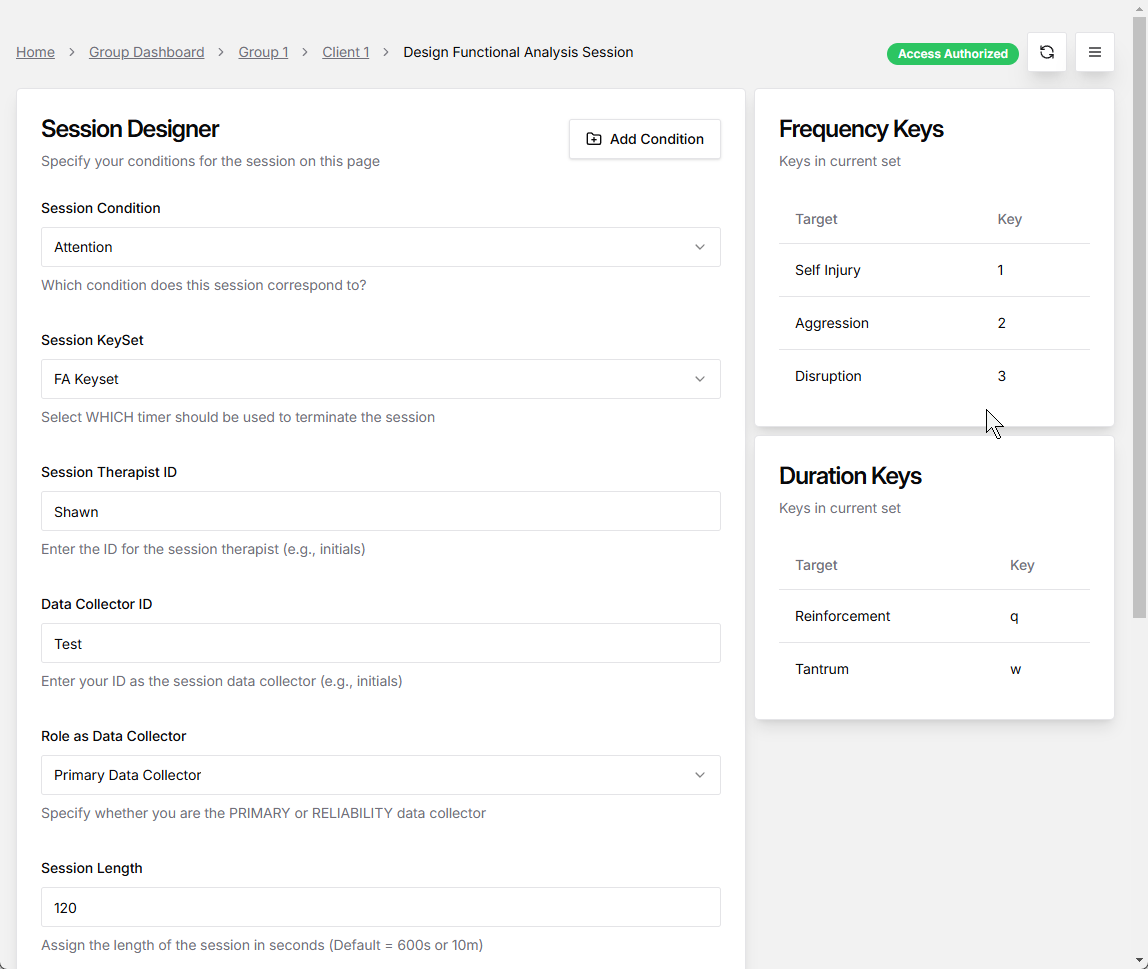 Home > Group Dashboard > Group 1 > Client 1 > Design Functional Analysis Session
Access Authorized
Session Designer
Add Condition
Specify your conditions for the session on this page
Session Condition
Attention
Which condition does this session correspond to?
Session KeySet
FA Keyset
Select WHICH timer should be used to terminate the session
Session Therapist ID
Shawn
Enter the ID for the session therapist (e.g., initials)
Data Collector ID
Test
Enter your ID as the session data collector (e.g., initials)
Role as Data Collector
Primary Data Collector
Specify whether you are the PRIMARY or RELIABILITY data collector
Session Length
120
Assign the length of the session in seconds (Default = 600s or 10m)
Frequency Keys
Keys in current set
Target Key
Self Injury 1
Aggression 2
Disruption 3
Duration Keys
Keys in current set
Target Key
Reinforcement q
Tantrum w